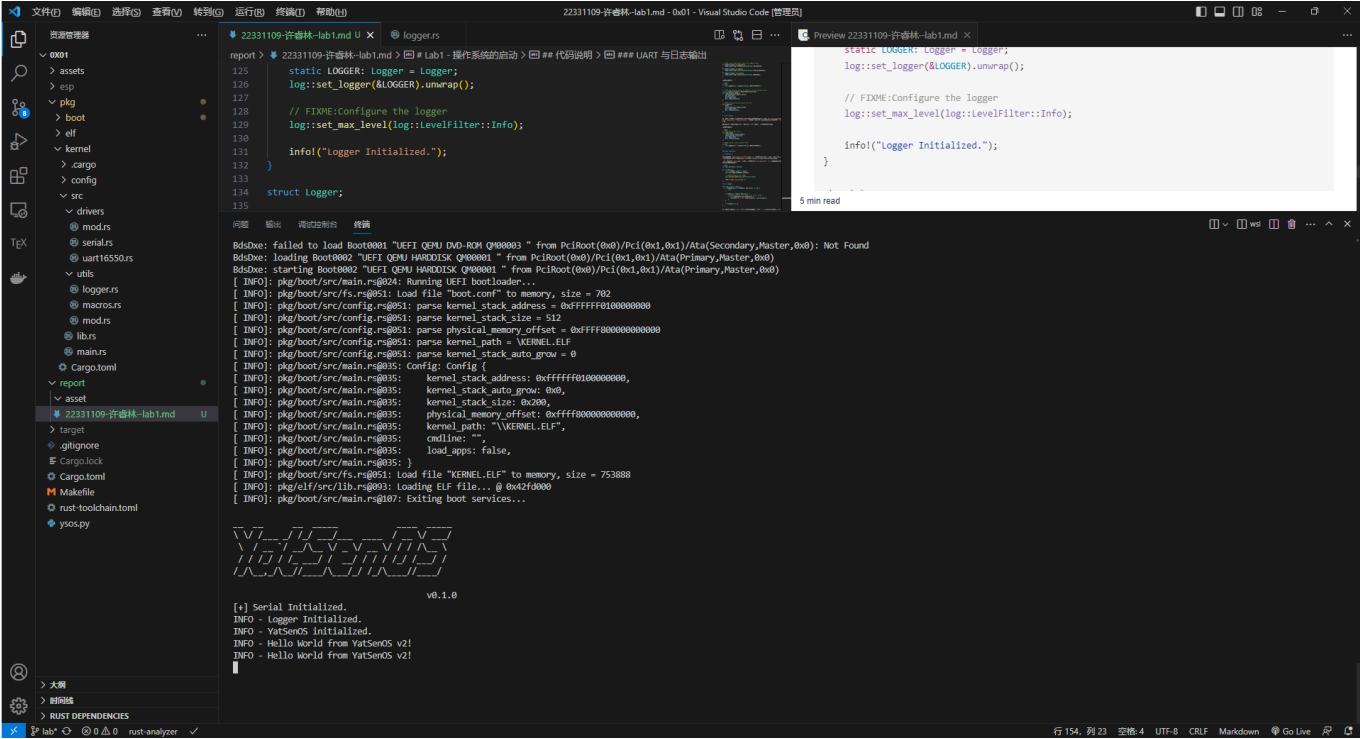 文件(F) 编辑(E) 选择(S) 查看(V) 转到(G) 运行(R) 终端(T) 帮助(H)
22331109-许睿林--lab1.md - 0x01 - Visual Studio Code [管理员]
资源管理器
0X01
assets
esp
pkg
boot
elf
kernel
.cargo
config
src
drivers
mod.rs
serial.rs
uart16550.rs
utils
logger.rs
macros.rs
mod.rs
lib.rs
main.rs
Cargo.toml
report
asset
22331109-许睿林--lab1.md U
target
.gitignore
Cargo.lock
Cargo.toml
Makefile
rust-toolchain.toml
ysos.py
大纲
时间线
RUST DEPENDENCIES
8
TEX
22331109-许睿林--lab1.md U
logger.rs
report > 22331109-许睿林--lab1.md > # Lab1 - 操作系统的启动 > ## 代码说明 > ### UART 与日志输出
125 static LOGGER: Logger = Logger;
126 log::set_logger(&LOGGER).unwrap();
127
128 // FIXME:Configure the logger
129 log::set_max_level(log::LevelFilter::Info);
130
131 info!("Logger Initialized.");
132 }
133
134 struct Logger;
135
Preview 22331109-许睿林--lab1.md
static LOGGER: Logger = Logger;
log::set_logger(&LOGGER).unwrap();
// FIXME:Configure the logger
log::set_max_level(log::LevelFilter::Info);
info!("Logger Initialized.");
}
5 min read
问题 输出 调试控制台 终端
wsl
BdsDxe: failed to load Boot0001 "UEFI QEMU DVD-ROM QM00003 " from PciRoot(0x0)/Pci(0x1,0x1)/Ata(Secondary,Master,0x0): Not Found
BdsDxe: loading Boot0002 "UEFI QEMU HARDDISK QM00001 " from PciRoot(0x0)/Pci(0x1,0x1)/Ata(Primary,Master,0x0)
BdsDxe: starting Boot0002 "UEFI QEMU HARDDISK QM00001 " from PciRoot(0x0)/Pci(0x1,0x1)/Ata(Primary,Master,0x0)
[ INFO]: pkg/boot/src/main.rs@024: Running UEFI bootloader...
[ INFO]: pkg/boot/src/fs.rs@051: Load file "boot.conf" to memory, size = 702
[ INFO]: pkg/boot/src/config.rs@051: parse kernel_stack_address = 0xFFFFFF0100000000
[ INFO]: pkg/boot/src/config.rs@051: parse kernel_stack_size = 512
[ INFO]: pkg/boot/src/config.rs@051: parse physical_memory_offset = 0xFFFF800000000000
[ INFO]: pkg/boot/src/config.rs@051: parse kernel_path = \KERNEL.ELF
[ INFO]: pkg/boot/src/config.rs@051: parse kernel_stack_auto_grow = 0
[ INFO]: pkg/boot/src/main.rs@035: Config: Config {
[ INFO]: pkg/boot/src/main.rs@035: kernel_stack_address: 0xffffff0100000000,
[ INFO]: pkg/boot/src/main.rs@035: kernel_stack_auto_grow: 0x0,
[ INFO]: pkg/boot/src/main.rs@035: kernel_stack_size: 0x200,
[ INFO]: pkg/boot/src/main.rs@035: physical_memory_offset: 0xffff800000000000,
[ INFO]: pkg/boot/src/main.rs@035: kernel_path: "\\KERNEL.ELF",
[ INFO]: pkg/boot/src/main.rs@035: cmdline: "",
[ INFO]: pkg/boot/src/main.rs@035: load_apps: false,
[ INFO]: pkg/boot/src/main.rs@035: }
[ INFO]: pkg/boot/src/fs.rs@051: Load file "KERNEL.ELF" to memory, size = 753888
[ INFO]: pkg/elf/src/lib.rs@093: Loading ELF file... @ 0x42fd000
[ INFO]: pkg/boot/src/main.rs@107: Exiting boot services...
YatSenOS
v0.1.0
[+] Serial Initialized.
INFO - Logger Initialized.
INFO - YatSenOS initialized.
INFO - Hello World from YatSenOS v2!
INFO - Hello World from YatSenOS v2!
lab* 0 0 rust-analyzer
行 154，列 23 空格: 4 UTF-8 CRLF Markdown Go Live